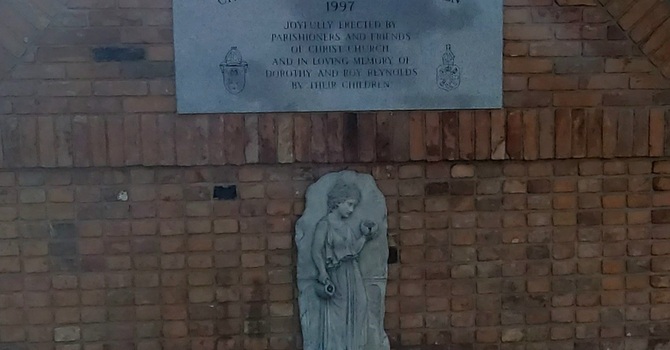 1997
JOYFULLY ERECTED BY
PARISHIONERS AND FRIENDS
OF CHRIST CHURCH
AND IN LOVING MEMORY OF
DOROTHY AND ROY REYNOLDS
BY THEIR CHILDREN